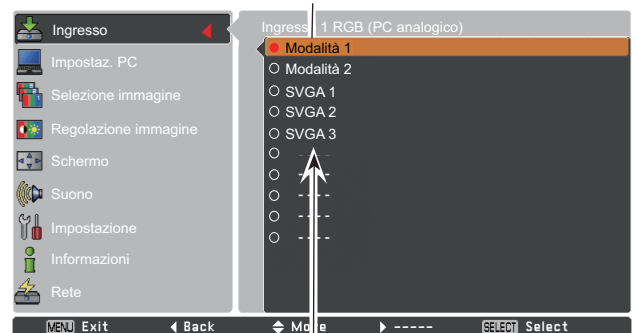 Ingresso
Impostaz. PC
Selezione immagine
Regolazione immagine
Schermo
Suono
Impostazione
Informazioni
Rete
Ingresso 1 RGB (PC analogico)
Modalità 1
Modalità 2
SVGA 1
SVGA 2
SVGA 3
----
----
----
----
----
MENU Exit ◀ Back Move ▶ ----- SELECT Select